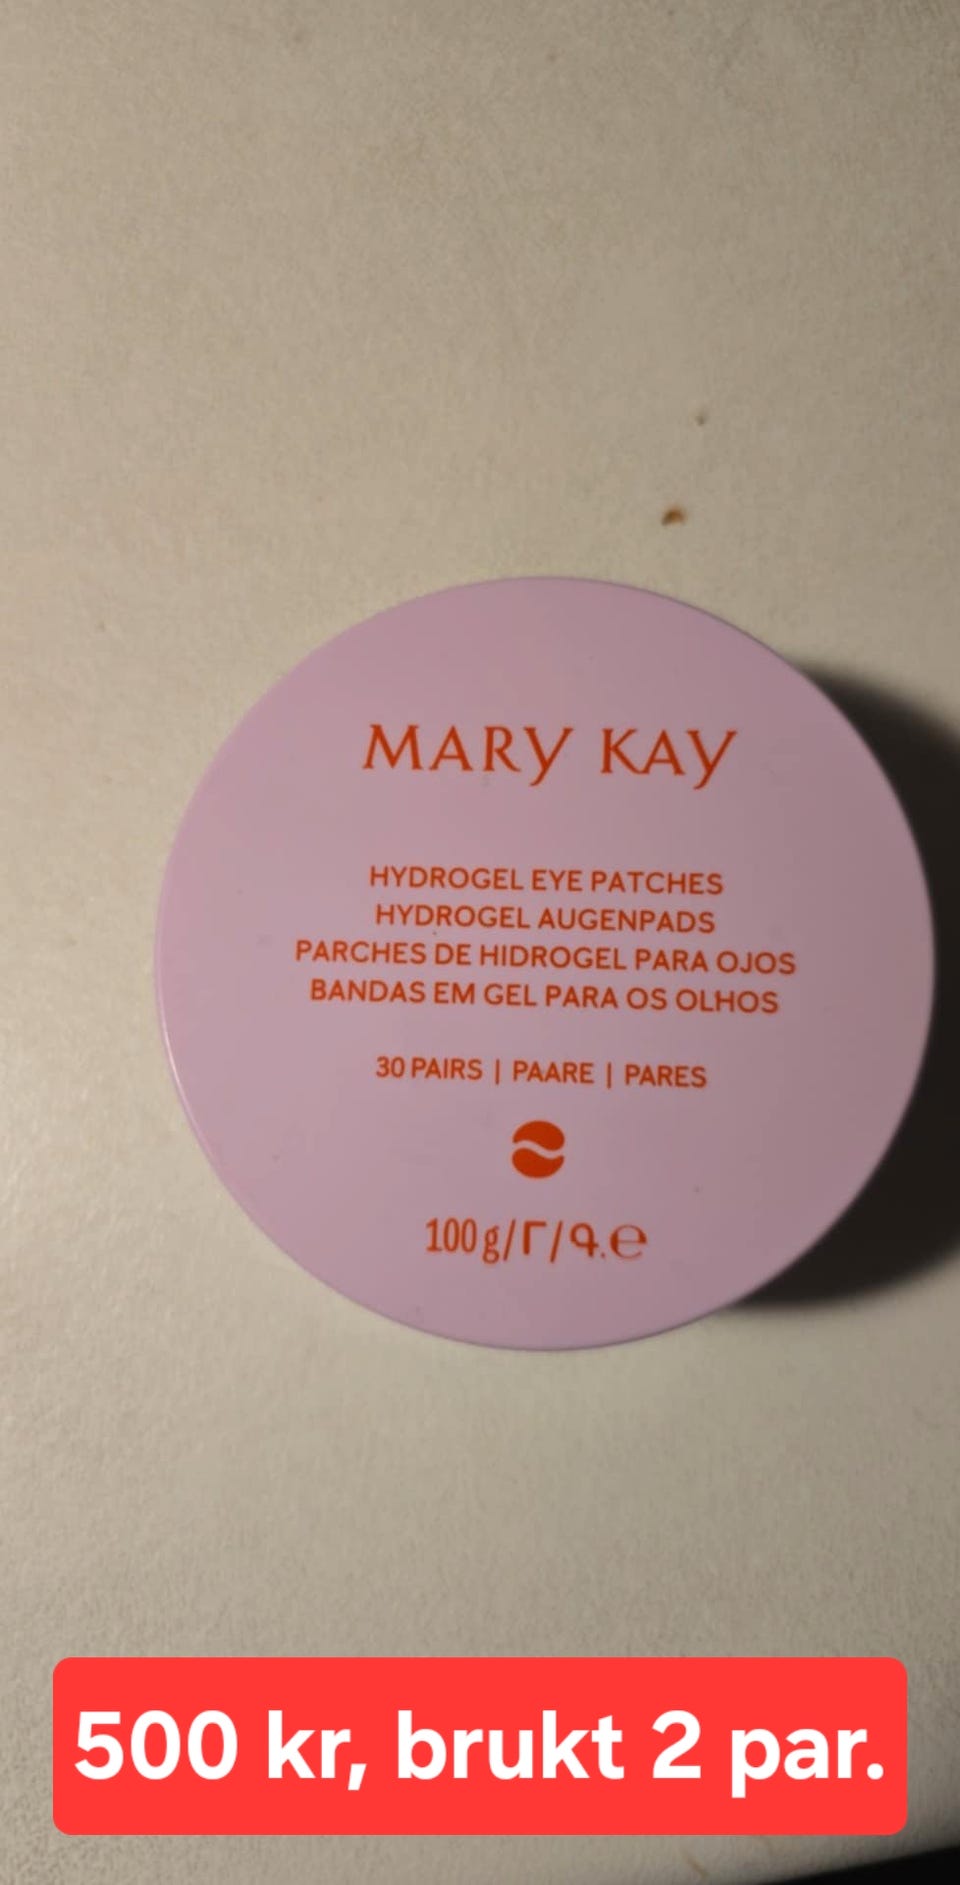 MARY KAY
HYDROGEL EYE PATCHES
HYDROGEL AUGENPADS
PARCHES DE HIDROGEL PARA OJOS
BANDAS EM GEL PARA OS OLHOS
30 PAIRS | PAARE | PARES
100 g/Г/Գ.℮
500 kr, brukt 2 par.